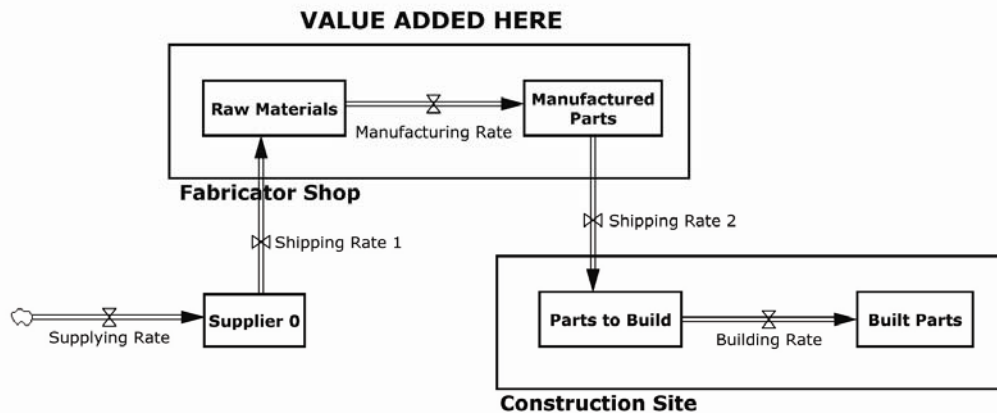 VALUE ADDED HERE
Raw Materials
Manufacturing Rate
Manufactured
Parts
Fabricator Shop
Shipping Rate 1
Shipping Rate 2
Supplying Rate
Supplier 0
Parts to Build
Building Rate
Built Parts
Construction Site